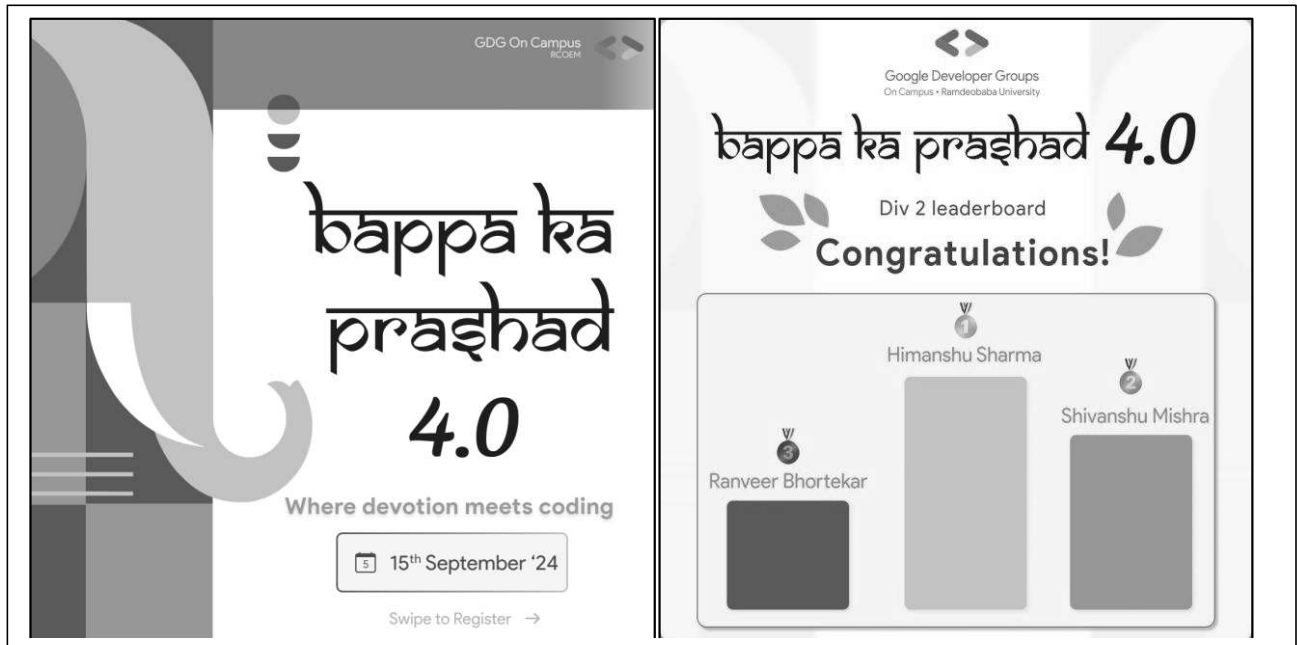 GDG On Campus
RCOEM
bappa ka
prashad
4.0
Where devotion meets coding
5
15th September ‘24
Swipe to Register →
Google Developer Groups
On Campus • Ramdeobaba University
bappa ka prashad 4.0
Div 2 leaderboard
Congratulations!
1
Himanshu Sharma
2
Shivanshu Mishra
3
Ranveer Bhortekar